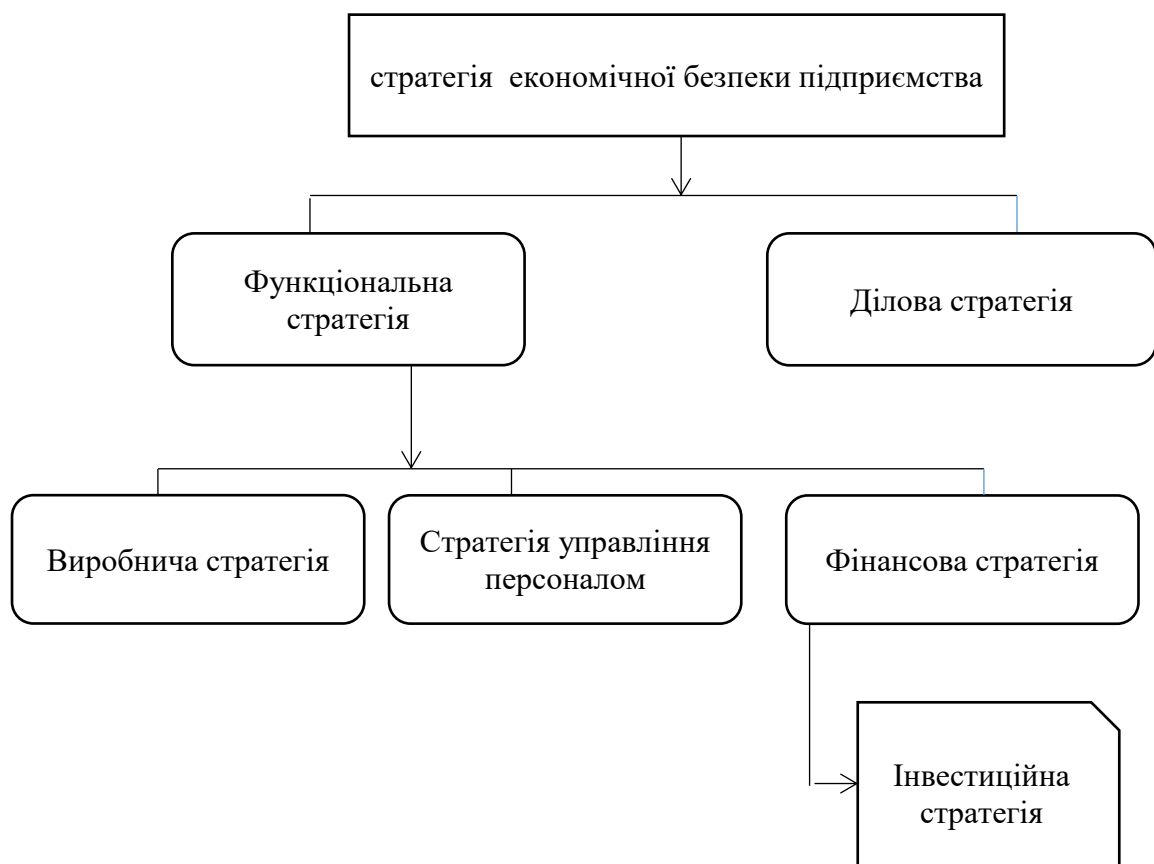 стратегія економічної безпеки підприємства
Функціональна
стратегія
Ділова стратегія
Виробнича стратегія
Стратегія управління
персоналом
Фінансова стратегія
Інвестиційна
стратегія